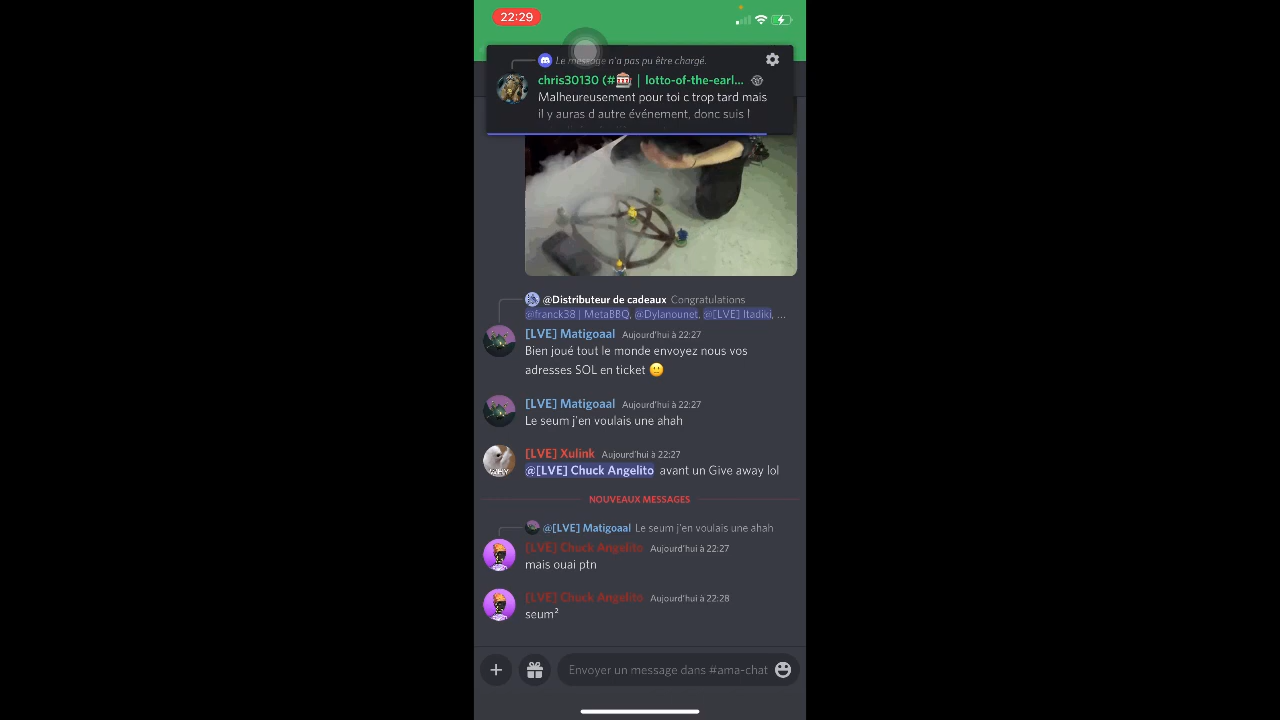 22:29
Le message n'a pas pu être chargé.
chris30130 (#🎰 | lotto-of-the-earl...
Malheureusement pour toi c trop tard mais
il y auras d autre événement, donc suis l
@Distributeur de cadeaux Congratulations
@franck38 | MetaBBQ, @Dylanounet, @[LVE] Itadiki, ...
[LVE] Matigoaal Aujourd'hui à 22:27
Bien joué tout le monde envoyez nous vos
adresses SOL en ticket 🙂
[LVE] Matigoaal Aujourd'hui à 22:27
Le seum j'en voulais une ahah
[LVE] Xulink Aujourd'hui à 22:27
@[LVE] Chuck Angelito avant un Give away lol
NOUVEAUX MESSAGES
@[LVE] Matigoaal Le seum j'en voulais une ahah
[LVE] Chuck Angelito Aujourd'hui à 22:27
mais ouai ptn
[LVE] Chuck Angelito Aujourd'hui à 22:28
seum²
Envoyer un message dans #ama-chat